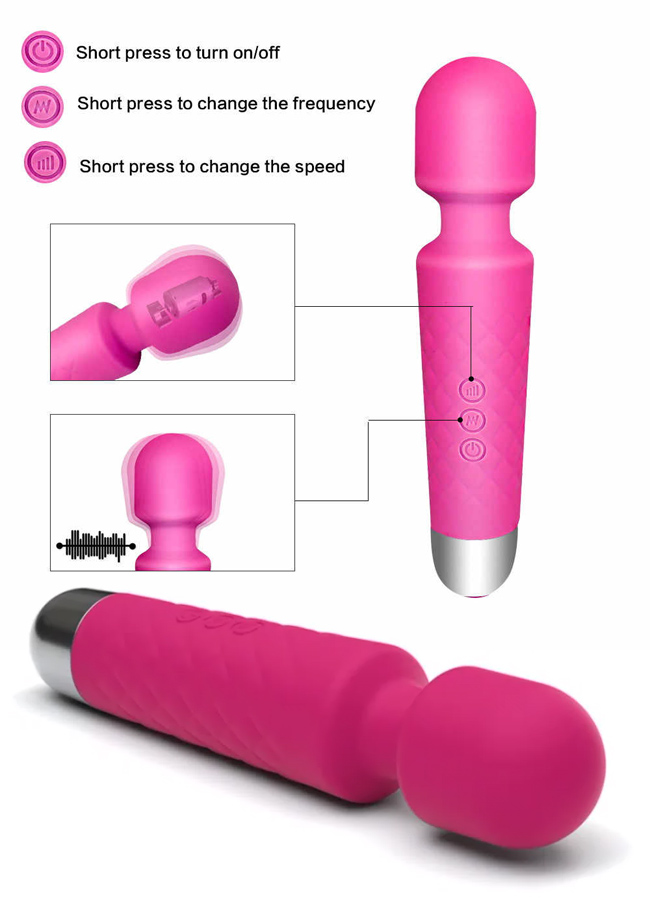 Short press to turn on/off
Short press to change the frequency
Short press to change the speed